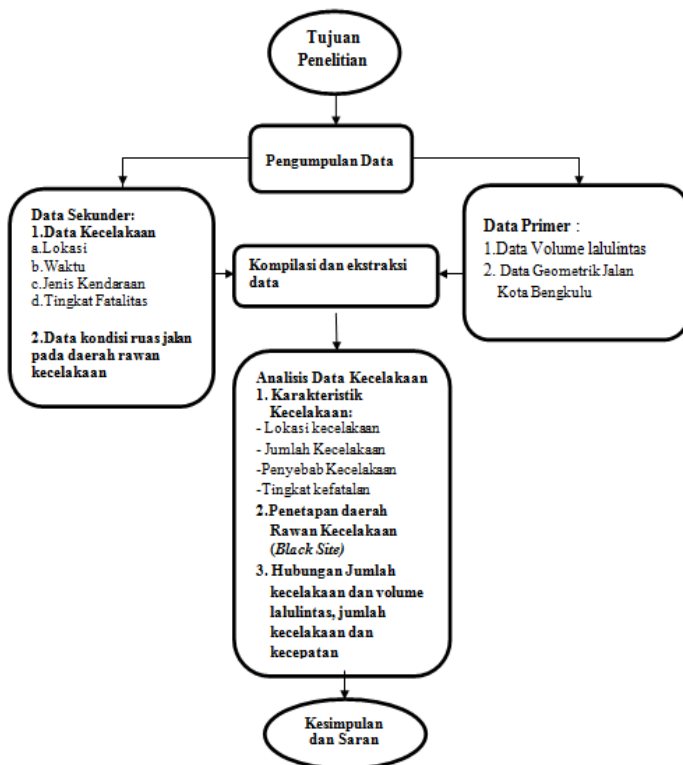 Tujuan
Penelitian
Pengumpulan Data
Data Sekunder:
1.Data Kecelakaan
a.Lokasi
b.Waktu
c.Jenis Kendaraan
d.Tingkat Fatalitas
2.Data kondisi ruas jalan
pada daerah rawan
kecelakaan
Kompilasi dan ekstraksi
data
Data Primer :
1.Data Volume lalulintas
2. Data Geometrik Jalan
Kota Bengkulu
Analisis Data Kecelakaan
1. Karakteristik
Kecelakaan:
- Lokasi kecelakaan
- Jumlah Kecelakaan
-Penyebab Kecelakaan
-Tingkat kefatalan
2.Penetapan daerah
Rawan Kecelakaan
(Black Site)
3. Hubungan Jumlah
kecelakaan dan volume
lalulintas, jumlah
kecelakaan dan
kecepatan
Kesimpulan
dan Saran